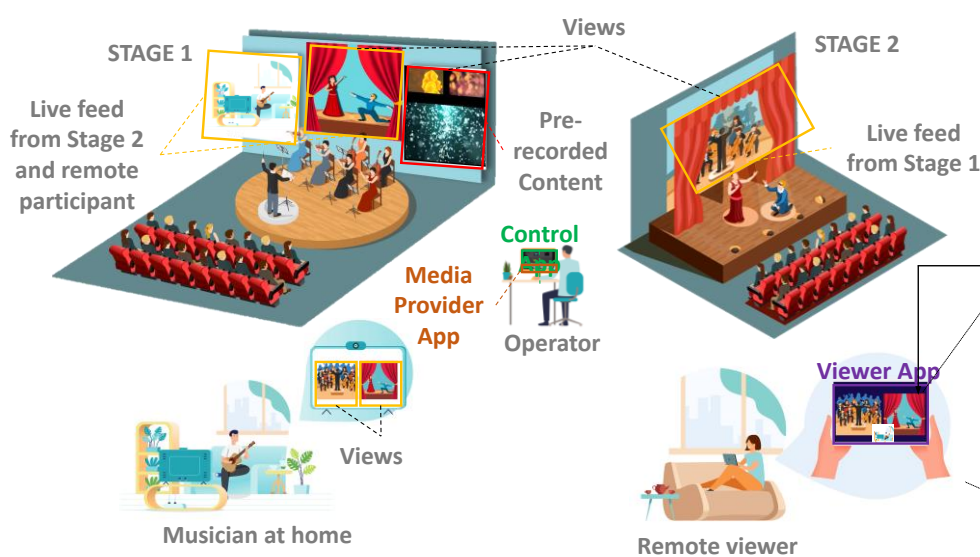 Views
STAGE 1
STAGE 2
Live feed
from Stage 2
and remote
participant
Pre-
recorded
Content
Live feed
from Stage 1
Control
Media
Provider
App
Operator
Viewer App
Views
Musician at home
Remote viewer